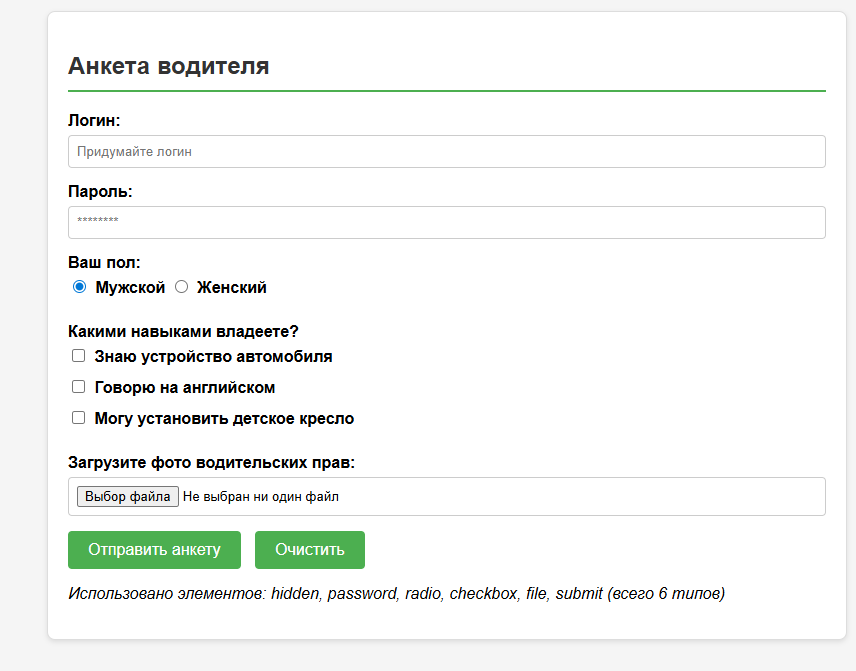 Анкета водителя
Логин:
Придумайте логин
Пароль:
********
Ваш пол:
Мужской Женский
Какими навыками владеете?
Знаю устройство автомобиля
Говорю на английском
Могу установить детское кресло
Загрузите фото водительских прав:
Выбор файла Не выбран ни один файл
Отправить анкету Очистить
Использовано элементов: hidden, password, radio, checkbox, file, submit (всего 6 типов)